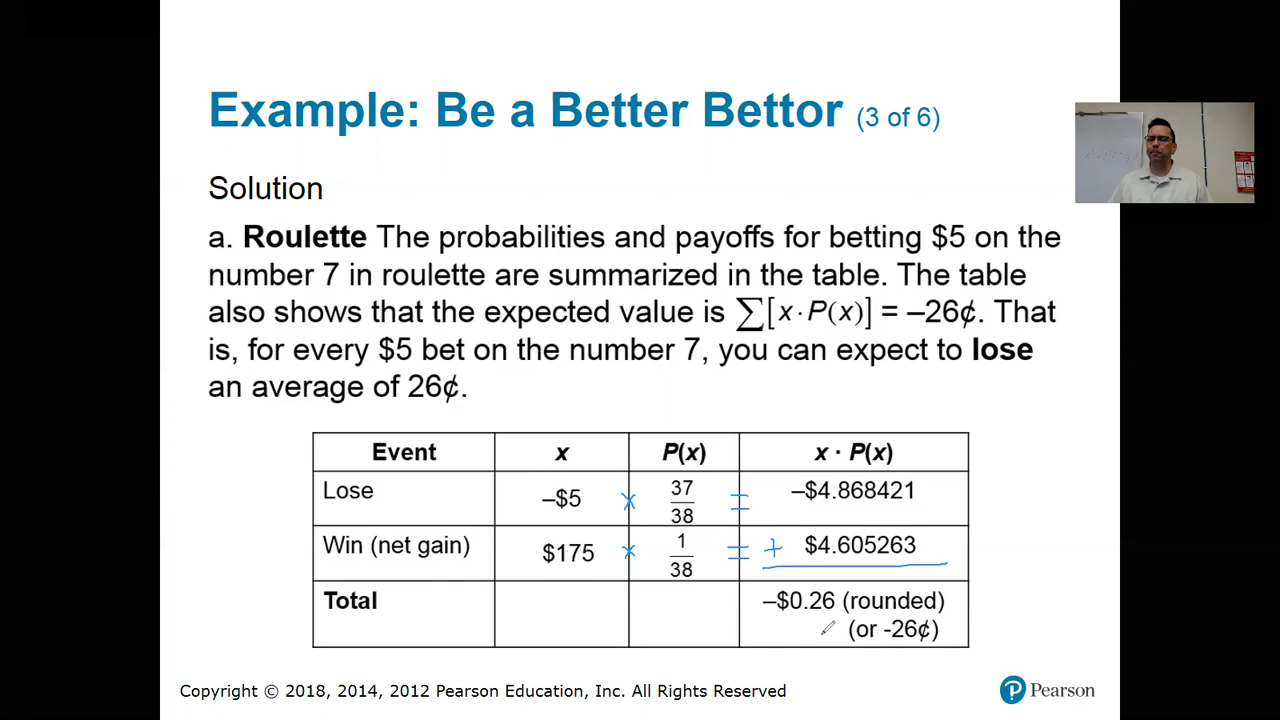 Example: Be a Better Bettor (3 of 6)
Solution
a. Roulette The probabilities and payoffs for betting $5 on the
number 7 in roulette are summarized in the table. The table
also shows that the expected value is ∑[x · P(x)] = –26¢. That
is, for every $5 bet on the number 7, you can expect to lose
an average of 26¢.
Event x P(x) x · P(x)
Lose –$5 × 37/38 = –$4.868421
Win (net gain) $175 × 1/38 = + $4.605263
Total –$0.26 (rounded)
(or -26¢)
Copyright © 2018, 2014, 2012 Pearson Education, Inc. All Rights Reserved
P Pearson